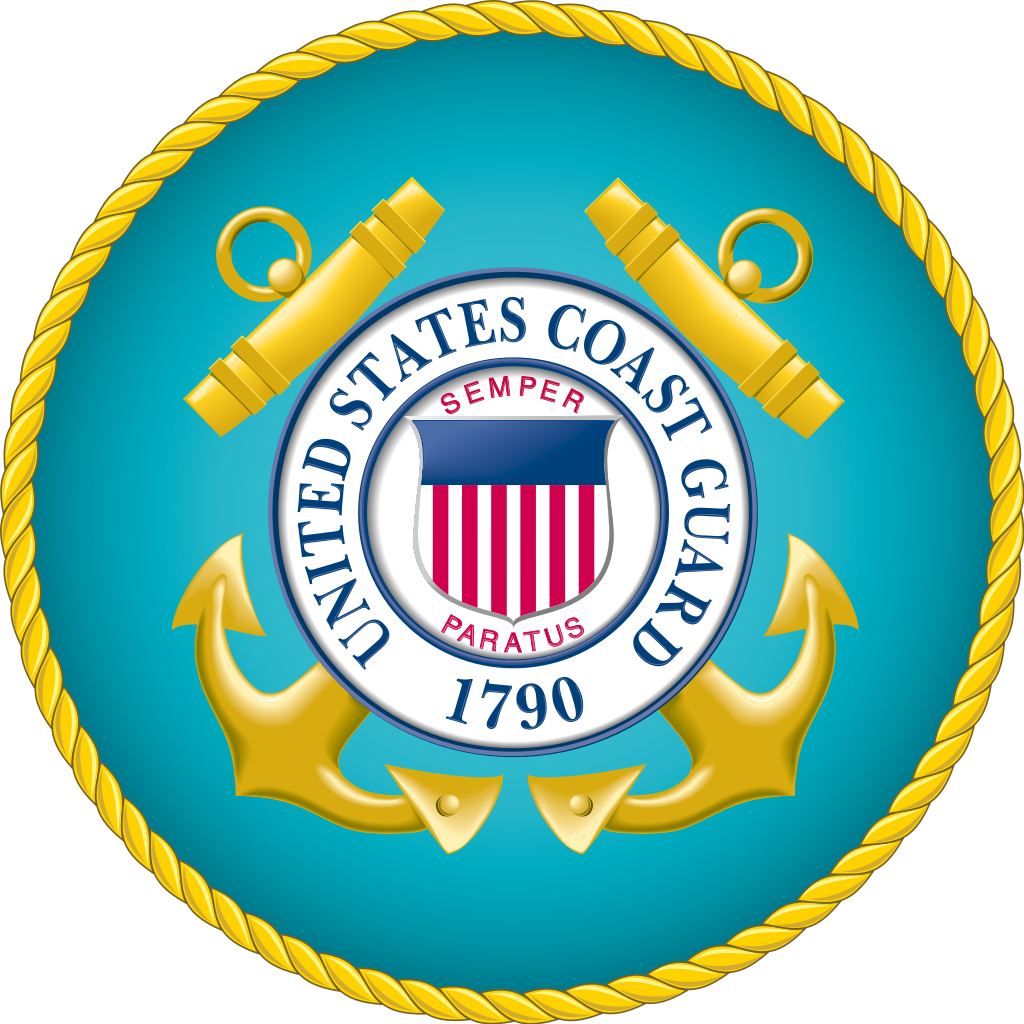 UNITED STATES COAST GUARD
SEMPER
PARATUS
1790